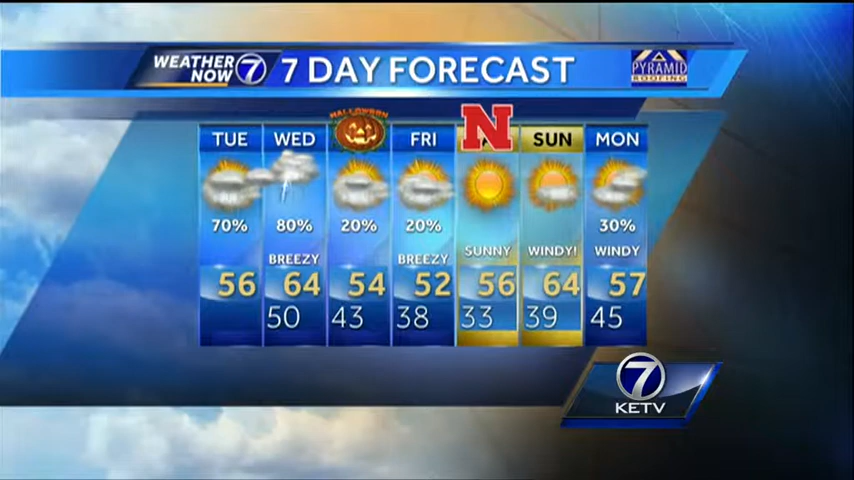 WEATHER NOW 7
7 DAY FORECAST
PYRAMID
ROOFING
HALLOWEEN
N
TUE WED FRI SUN MON
70% 80% 20% 20% 30%
BREEZY BREEZY SUNNY WINDY! WINDY
56 64 54 52 56 64 57
50 43 38 33 39 45
7
KETV